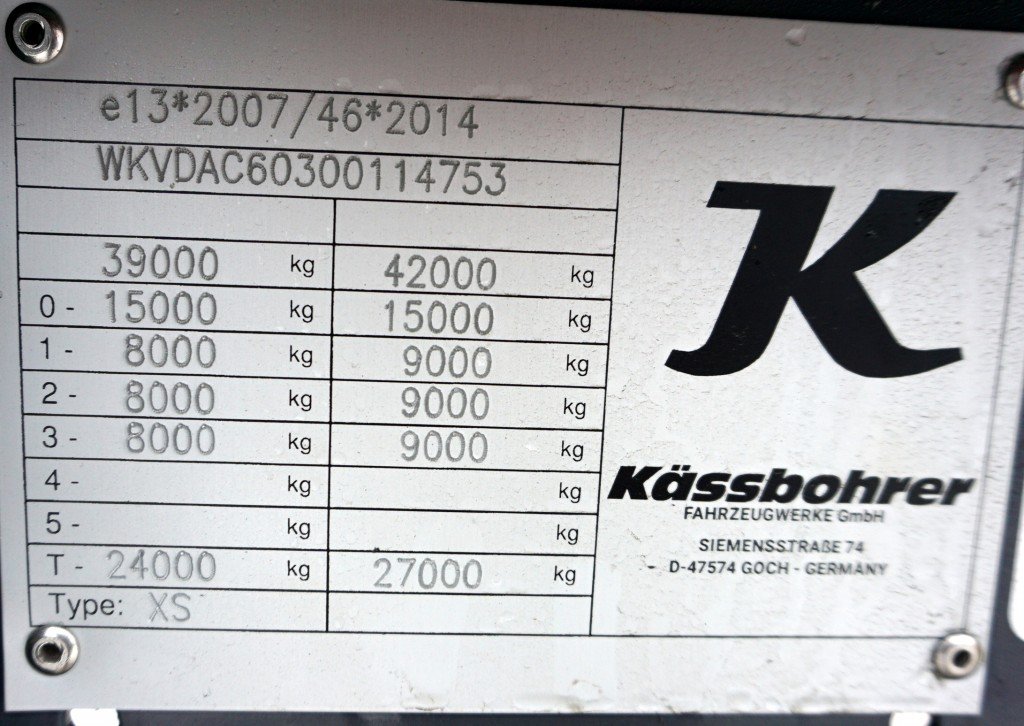 e13*2007/46*2014
WKVDAC60300114753
39000 kg 42000 kg
0 - 15000 kg 15000 kg
1 - 8000 kg 9000 kg
2 - 8000 kg 9000 kg
3 - 8000 kg 9000 kg
4 - kg kg
5 - kg kg
T - 24000 kg 27000 kg
Type: XS
K
Kässbohrer
FAHRZEUGWERKE GmbH
SIEMENSSTRAßE 74
- D-47574 GOCH - GERMANY